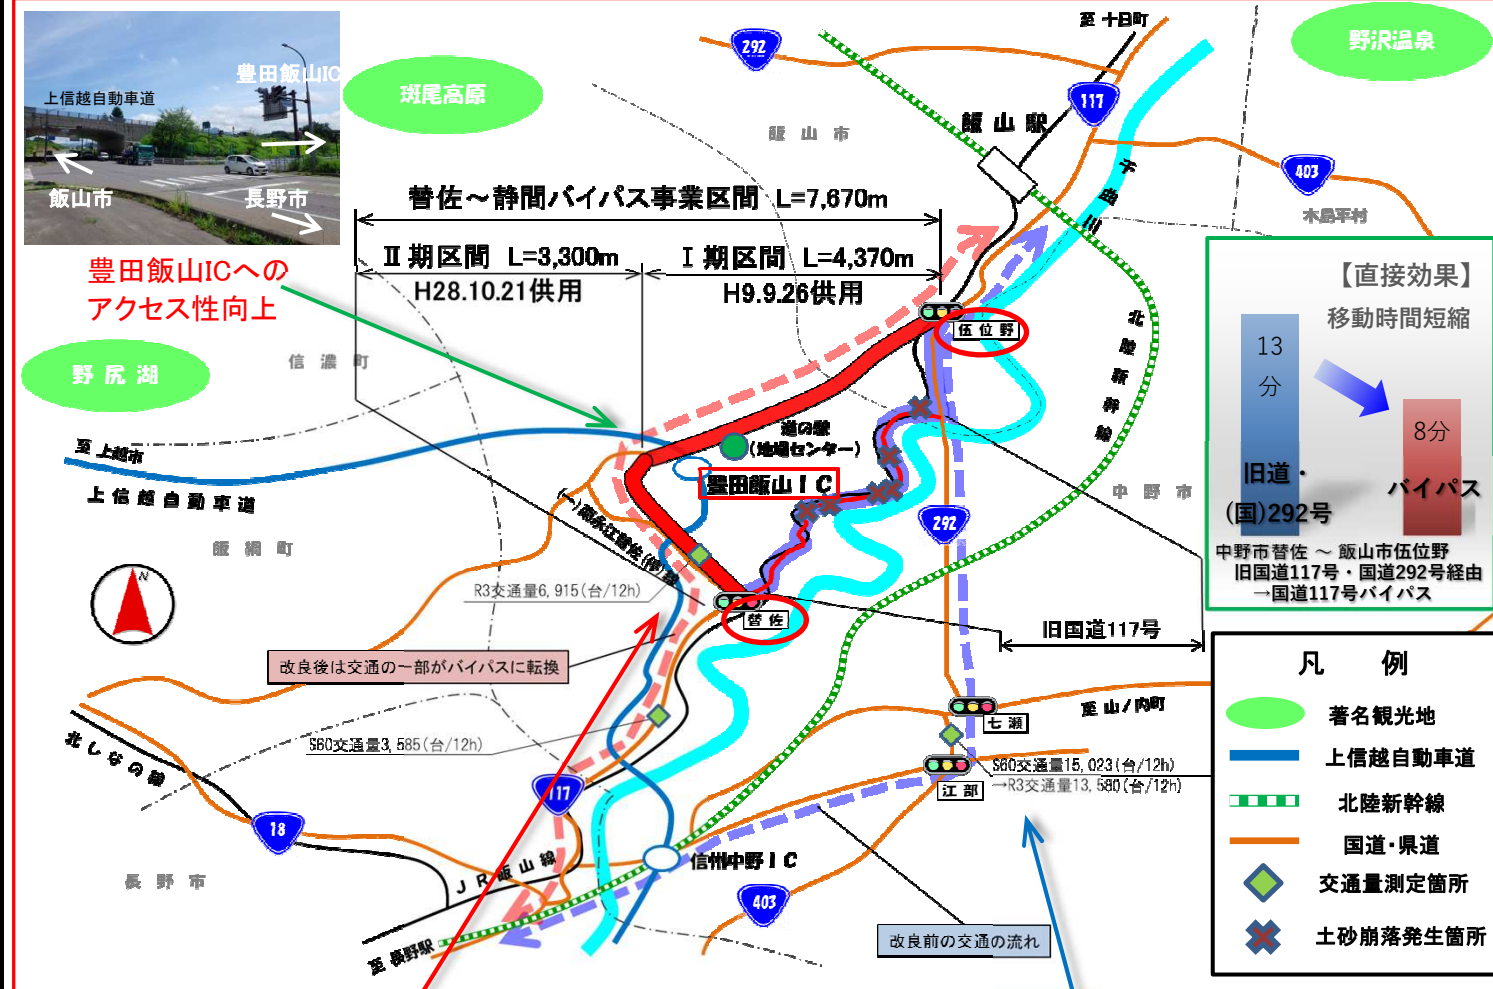 豊田飯山IC
上信越自動車道
飯山市
長野市
斑尾高原
野沢温泉
野尻湖
至 十日町
292
117
403
飯山駅
飯山市
千曲川
木島平村
替佐～静間バイパス事業区間 L=7,670m
Ⅱ期区間 L=3,300m
H28.10.21供用
Ⅰ期区間 L=4,370m
H9.9.26供用
豊田飯山ICへの
アクセス性向上
伍位野
北陸新幹線
信濃町
至 上越市
上信越自動車道
飯綱町
道の駅
(地場センター)
豊田飯山IC
(一)南永江替佐(停)線
中野市
292
N
R3交通量6,915(台/12h)
替佐
旧国道117号
改良後は交通の一部がバイパスに転換
S60交通量3,585(台/12h)
北しなの線
18
117
長野市
JR飯山線
至 長野駅
信州中野IC
403
七瀬
至 山ノ内町
江部
S60交通量15,023(台/12h)
→R3交通量13,580(台/12h)
改良前の交通の流れ
【直接効果】
移動時間短縮
13
分
8分
旧道・
(国)292号
バイパス
中野市替佐 ～ 飯山市伍位野
旧国道117号・国道292号経由
→国道117号バイパス
凡 例
著名観光地
上信越自動車道
北陸新幹線
国道･県道
交通量測定箇所
土砂崩落発生箇所